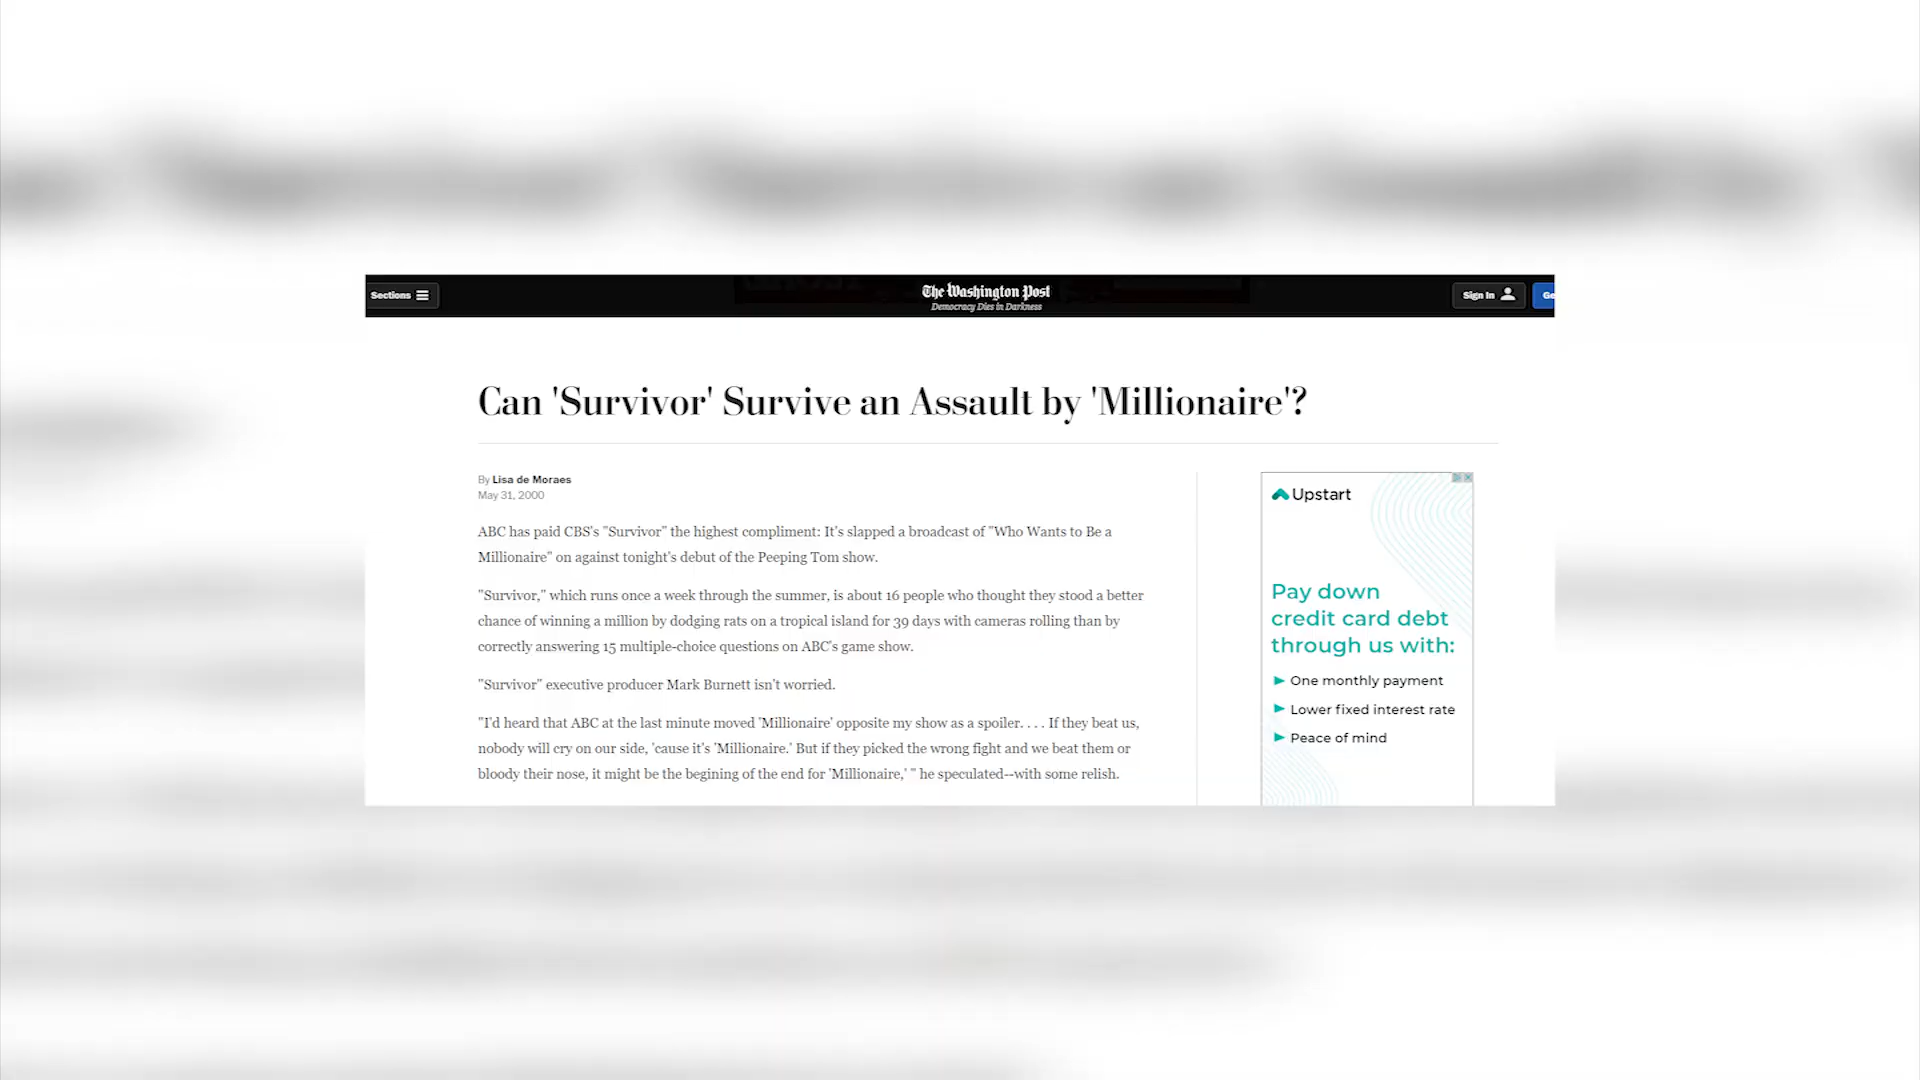 Sections
The Washington Post
Democracy Dies in Darkness
Sign In
Ge
Can 'Survivor' Survive an Assault by 'Millionaire'?
By Lisa de Moraes
May 31, 2000
ABC has paid CBS's "Survivor" the highest compliment: It's slapped a broadcast of "Who Wants to Be a
Millionaire" on against tonight's debut of the Peeping Tom show.
"Survivor," which runs once a week through the summer, is about 16 people who thought they stood a better
chance of winning a million by dodging rats on a tropical island for 39 days with cameras rolling than by
correctly answering 15 multiple-choice questions on ABC's game show.
"Survivor" executive producer Mark Burnett isn't worried.
"I'd heard that ABC at the last minute moved 'Millionaire' opposite my show as a spoiler. . . . If they beat us,
nobody will cry on our side, 'cause it's 'Millionaire.' But if they picked the wrong fight and we beat them or
bloody their nose, it might be the begining of the end for 'Millionaire,' " he speculated--with some relish.
Upstart
Pay down
credit card debt
through us with:
One monthly payment
Lower fixed interest rate
Peace of mind